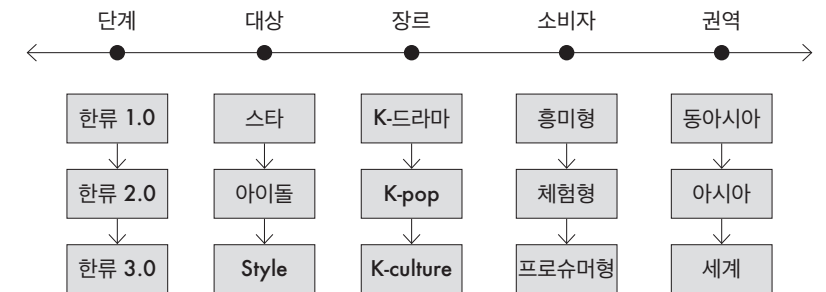 단계 대상 장르 소비자 권역
한류 1.0 스타 K-드라마 흥미형 동아시아
한류 2.0 아이돌 K-pop 체험형 아시아
한류 3.0 Style K-culture 프로슈머형 세계